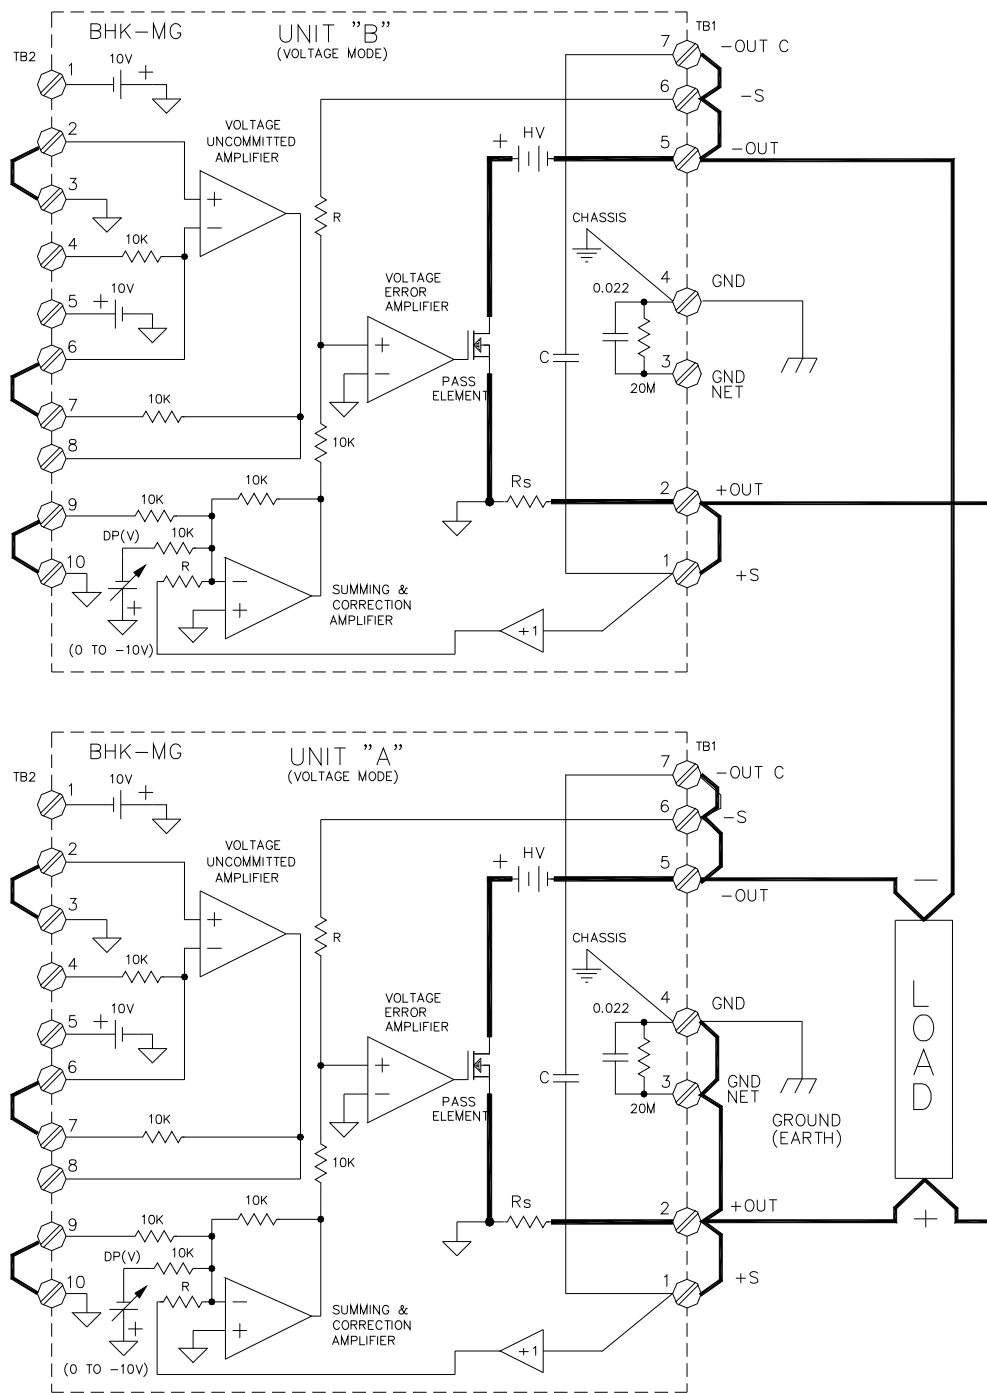 BHK-MG
UNIT "B"
(VOLTAGE MODE)
TB2
TB1
1
10V
+
7
-OUT C
6
-S
2
VOLTAGE
UNCOMMITTED
AMPLIFIER
+
HV
5
-OUT
3
+
-
R
CHASSIS
4
10K
VOLTAGE
ERROR
AMPLIFIER
4
GND
0.022
5
+
10V
6
+
-
C
3
GND
NET
PASS
ELEMENT
20M
7
10K
8
10K
10K
Rs
2
+OUT
9
10K
DP(V)
10K
10
R
-
+
1
+S
+
SUMMING &
CORRECTION
AMPLIFIER
+1
(0 TO -10V)
BHK-MG
UNIT "A"
(VOLTAGE MODE)
TB2
TB1
1
10V
+
7
-OUT C
6
-S
2
VOLTAGE
UNCOMMITTED
AMPLIFIER
+
HV
5
-OUT
-
3
+
-
R
CHASSIS
4
10K
VOLTAGE
ERROR
AMPLIFIER
4
GND
0.022
5
+
10V
LOAD
6
+
-
C
3
GND
NET
PASS
ELEMENT
20M
GROUND
(EARTH)
7
10K
8
10K
10K
Rs
2
+OUT
+
9
10K
DP(V)
10K
10
R
-
+
1
+S
+
SUMMING &
CORRECTION
AMPLIFIER
+1
(0 TO -10V)